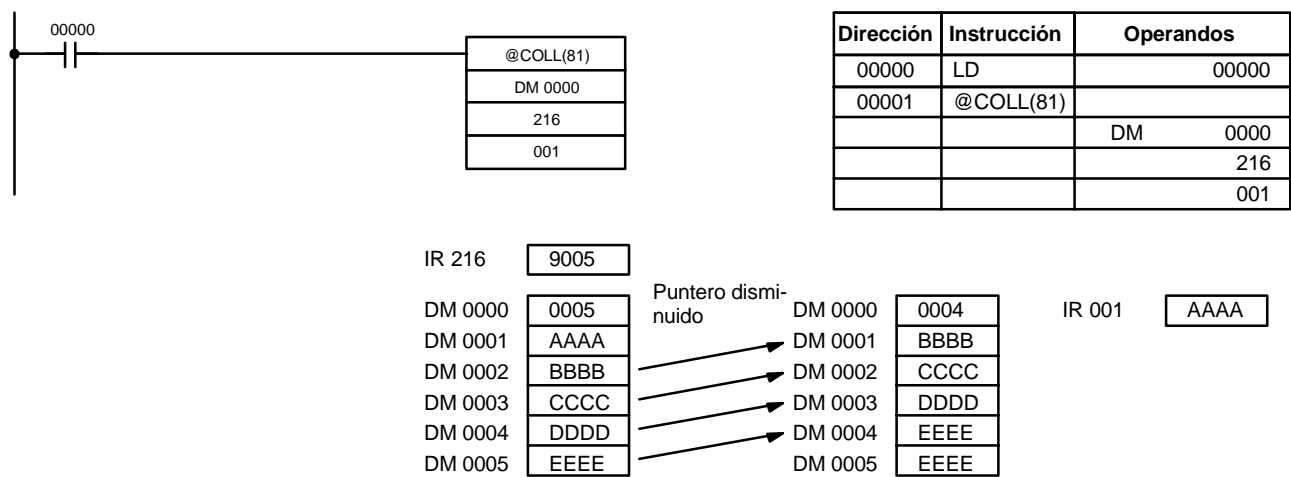 00000
@COLL(81)
DM 0000
216
001
Dirección Instrucción Operandos
00000 LD 00000
00001 @COLL(81)
DM 0000
216
001
IR 216 9005
Puntero dismi-
nuido
DM 0000 0005 DM 0000 0004 IR 001 AAAA
DM 0001 AAAA DM 0001 BBBB
DM 0002 BBBB DM 0002 CCCC
DM 0003 CCCC DM 0003 DDDD
DM 0004 DDDD DM 0004 EEEE
DM 0005 EEEE DM 0005 EEEE